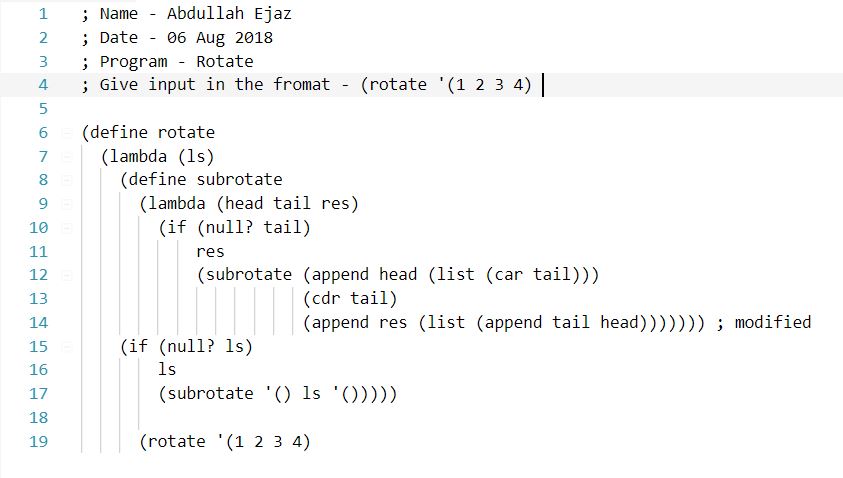 1 ; Name - Abdullah Ejaz
2 ; Date - 06 Aug 2018
3 ; Program - Rotate
4 ; Give input in the fromat - (rotate '(1 2 3 4)
5
6 (define rotate
7 (lambda (ls)
8 (define subrotate
9 (lambda (head tail res)
10 (if (null? tail)
11 res
12 (subrotate (append head (list (car tail)))
13 (cdr tail)
14 (append res (list (append tail head))))))) ; modified
15 (if (null? ls)
16 ls
17 (subrotate '() ls '()))))
18
19 (rotate '(1 2 3 4)